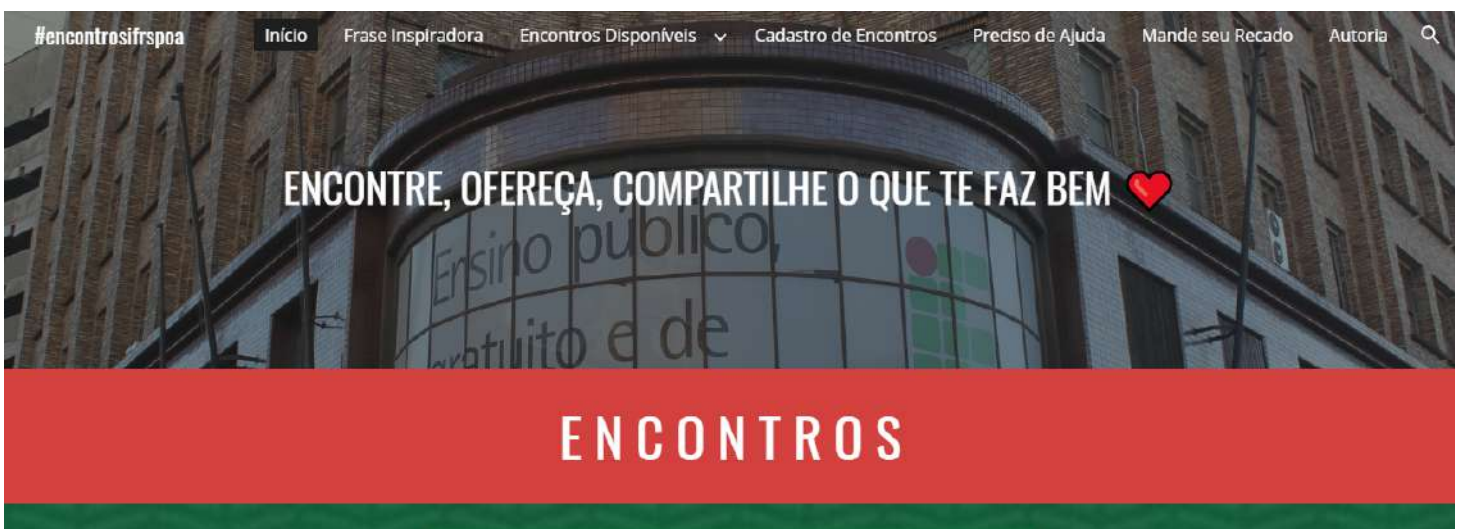 #encontrosifrspoa Início Frase Inspiradora Encontros Disponíveis Cadastro de Encontros Preciso de Ajuda Mande seu Recado Autoria
ENCONTRE, OFEREÇA, COMPARTILHE O QUE TE FAZ BEM ❤️
Ensino público,
gratuito e de
ENCONTROS